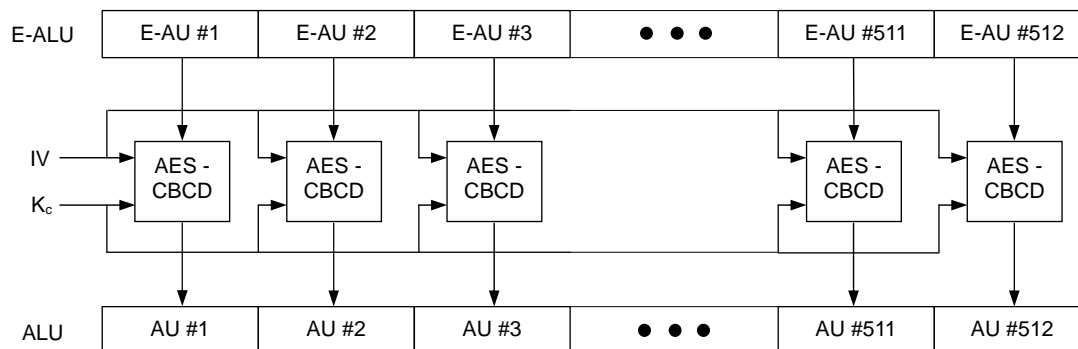 E-ALU E-AU #1 E-AU #2 E-AU #3 ● ● ● E-AU #511 E-AU #512
IV
AES - CBCD AES - CBCD AES - CBCD AES - CBCD AES - CBCD
Kc
ALU AU #1 AU #2 AU #3 ● ● ● AU #511 AU #512